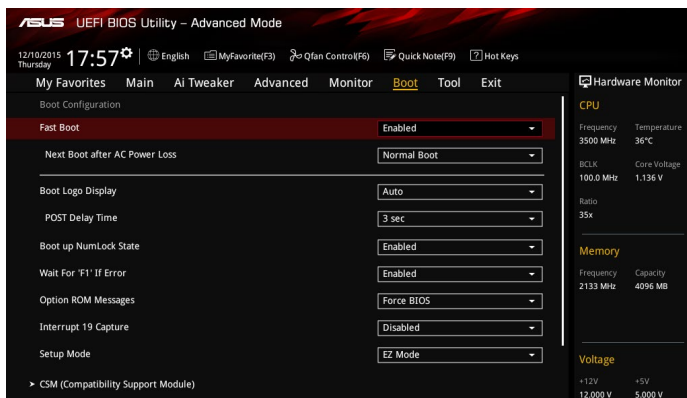 ASUS UEFI BIOS Utility – Advanced Mode
12/10/2015 Thursday 17:57 English MyFavorite(F3) Qfan Control(F6) Quick Note(F9) ? Hot Keys
My Favorites Main Ai Tweaker Advanced Monitor Boot Tool Exit
Boot Configuration
Fast Boot Enabled
Next Boot after AC Power Loss Normal Boot
Boot Logo Display Auto
POST Delay Time 3 sec
Boot up NumLock State Enabled
Wait For 'F1' If Error Enabled
Option ROM Messages Force BIOS
Interrupt 19 Capture Disabled
Setup Mode EZ Mode
> CSM (Compatibility Support Module)
Hardware Monitor
CPU
Frequency Temperature
3500 MHz 36°C
BCLK Core Voltage
100.0 MHz 1.136 V
Ratio
35x
Memory
Frequency Capacity
2133 MHz 4096 MB
Voltage
+12V +5V
12.000 V 5.000 V